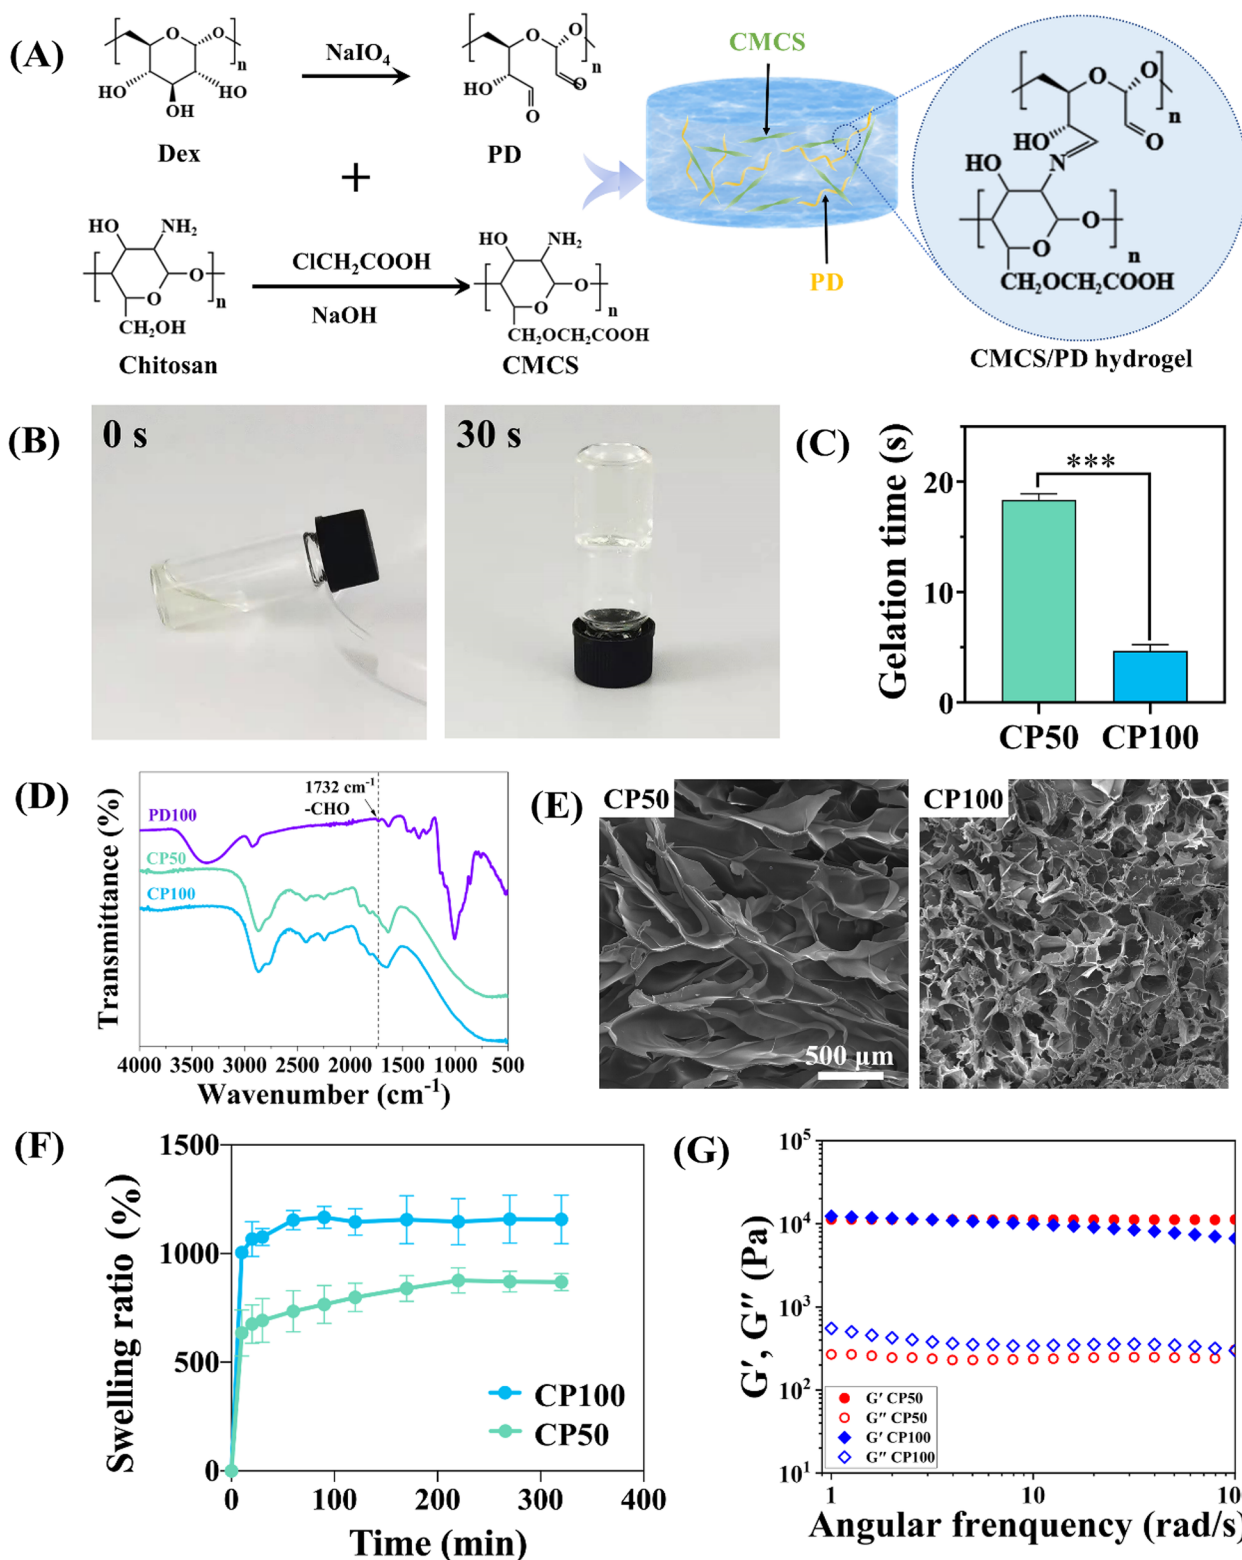 (A)
O
O
n
HO
OH
HO
Dex
NaIO4
O
O
n
HO
O
O
PD
+
HO
NH2
O
O
n
CH2OH
Chitosan
ClCH2COOH
NaOH
HO
NH2
O
O
n
CH2OCH2COOH
CMCS
CMCS
PD
O
O
n
HO
O
N
HO
O
O
n
CH2OCH2COOH
CMCS/PD hydrogel
(B)
0 s
30 s
(C)
Gelation time (s)
20
10
0
***
CP50
CP100
(D)
Transmittance (%)
1732 cm-1
-CHO
PD100
CP50
CP100
4000 3500 3000 2500 2000 1500 1000 500
Wavenumber (cm-1)
(E)
CP50
500 μm
CP100
(F)
Swelling ratio (%)
1500
1000
500
0
CP100
CP50
0 100 200 300 400
Time (min)
(G)
G′, G″ (Pa)
10^5
10^4
10^3
10^2
10^1
G′ CP50
G″ CP50
G′ CP100
G″ CP100
1 10 10
Angular frenquency (rad/s